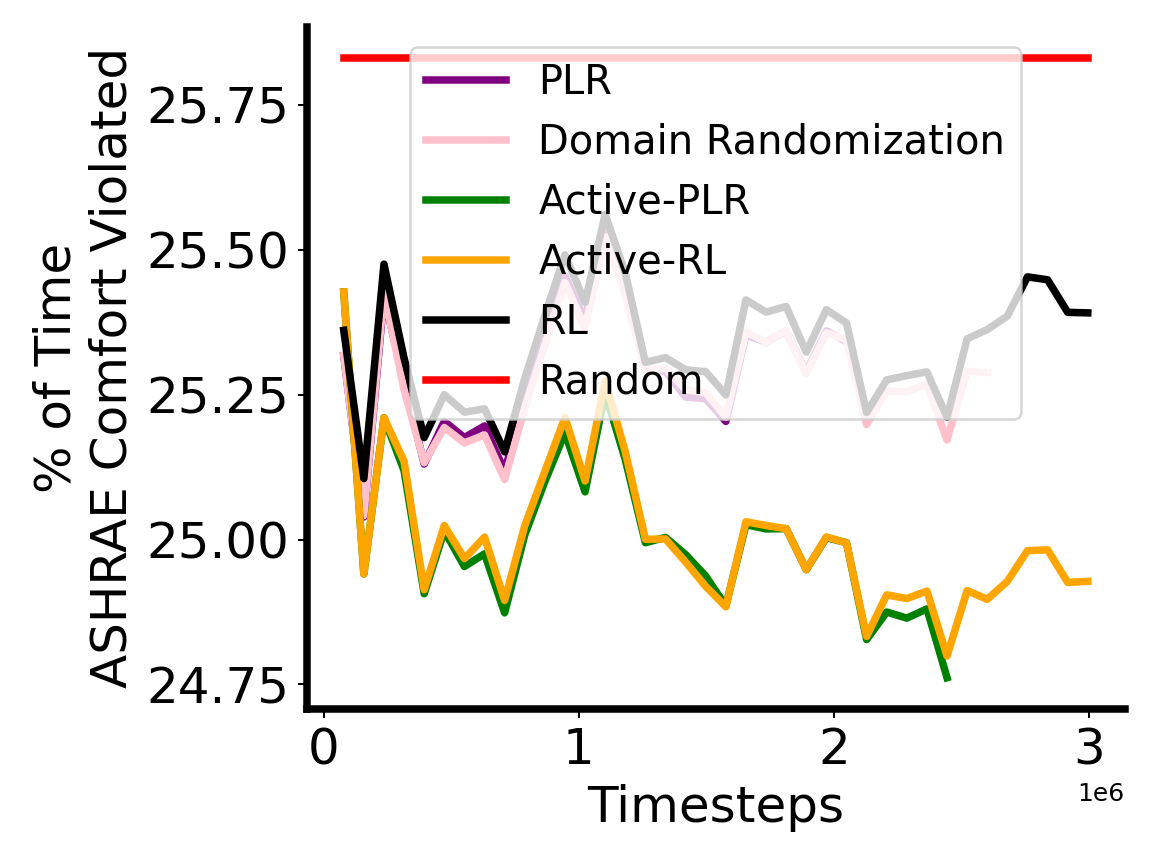 % of Time
ASHRAE Comfort Violated
25.75
25.50
25.25
25.00
24.75
PLR
Domain Randomization
Active-PLR
Active-RL
RL
Random
0 1 2 3
1e6
Timesteps